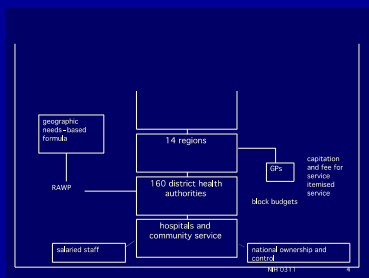 geographic
needs-based
formula
14 regions
GPs
capitation
and fee for
service
itemised
service
RAWP
160 district health
authorities
block budgets
hospitals and
community service
salaried staff
national ownership and
control
NIH 0311
4